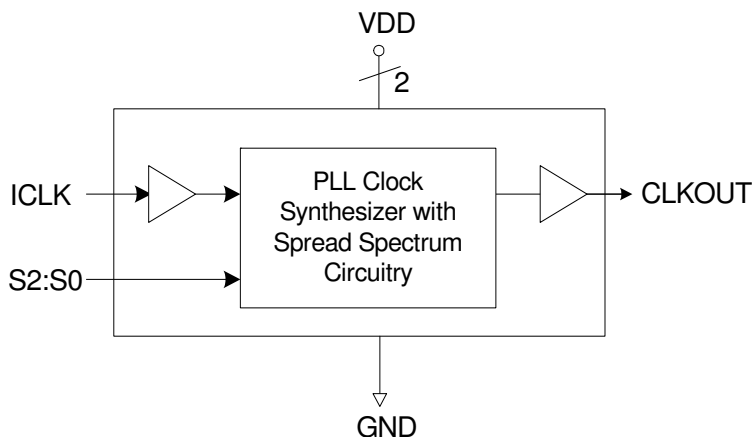 VDD
2
ICLK
PLL Clock
Synthesizer with
Spread Spectrum
Circuitry
CLKOUT
S2:S0
GND